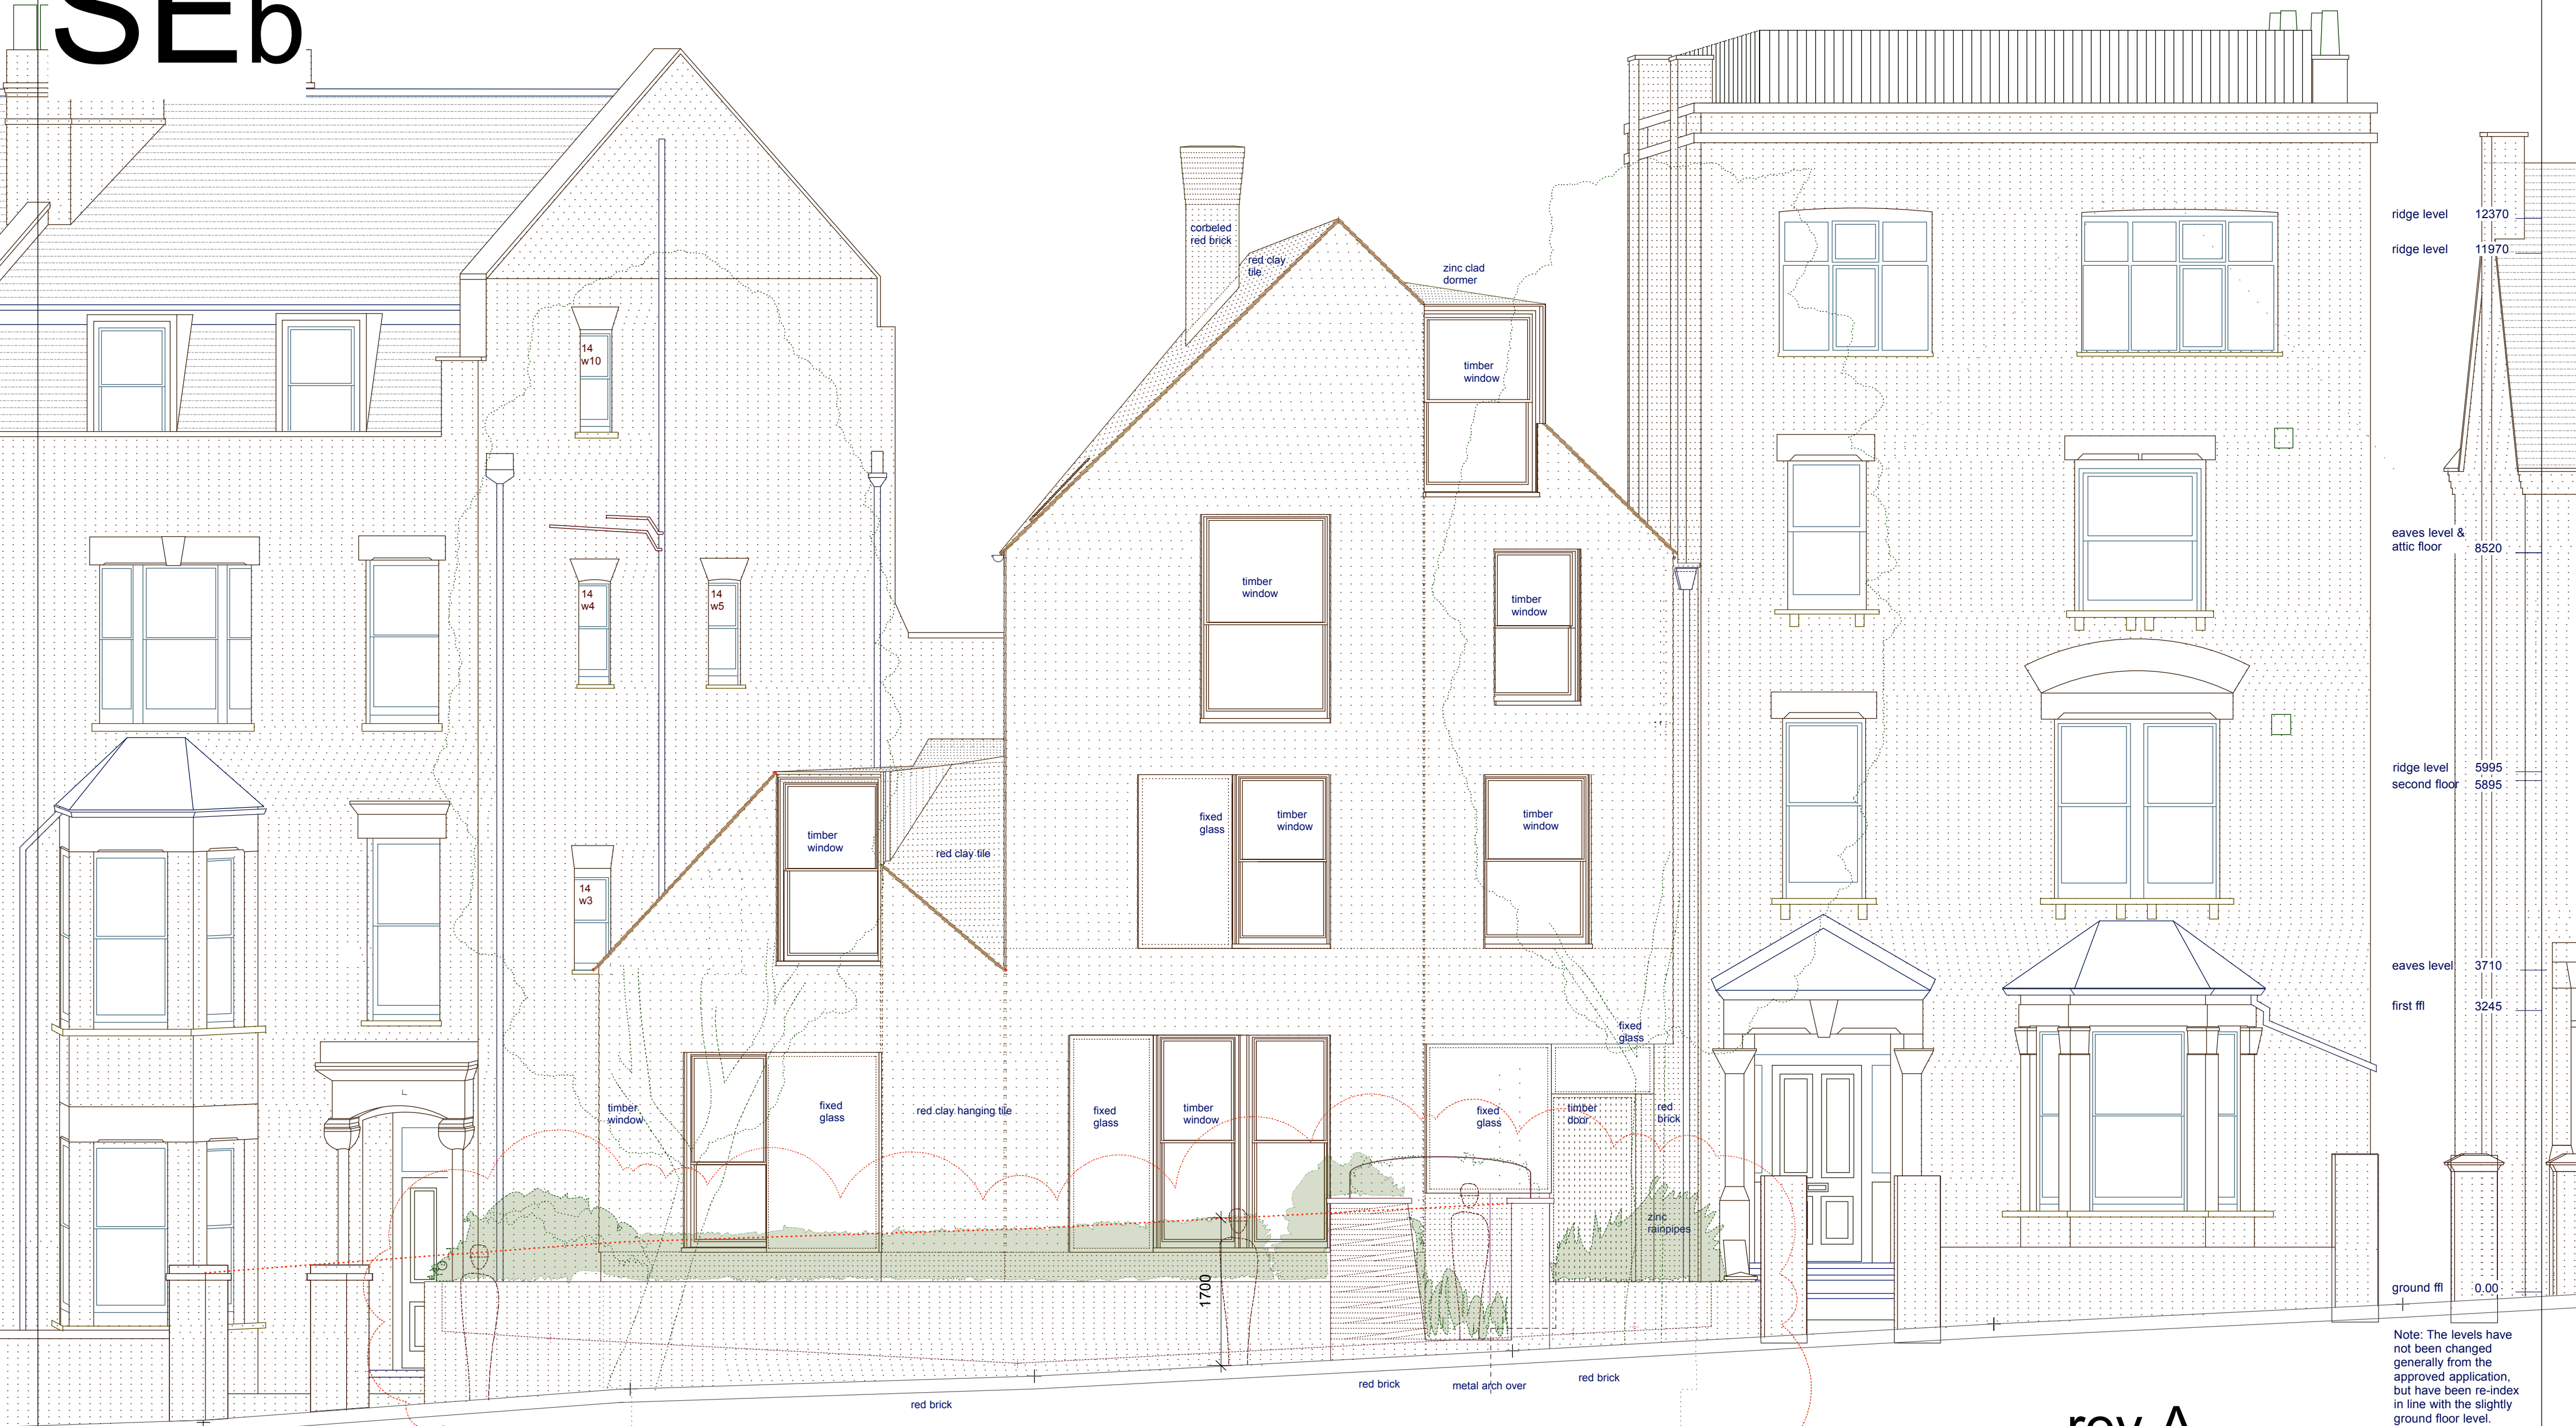 SEb
corbeled
red brick
red clay
tile
zinc clad
dormer
ridge level 12370
ridge level 11970
14
w10
timber
window
eaves level &
attic floor 8520
14
w4
14
w5
timber
window
timber
window
ridge level 5995
second floor 5895
timber
window
red clay tile
fixed
glass
timber
window
timber
window
14
w3
eaves level 3710
first ffl 3245
fixed
glass
timber
window
fixed
glass
red clay hanging tile
fixed
glass
timber
window
fixed
glass
timber
door
red
brick
zinc
rainpipes
1700
ground ffl 0.00
red brick
red brick
metal arch over
red brick
Note: The levels have
not been changed
generally from the
approved application,
but have been re-index
in line with the slightly
ground floor level.
rev A